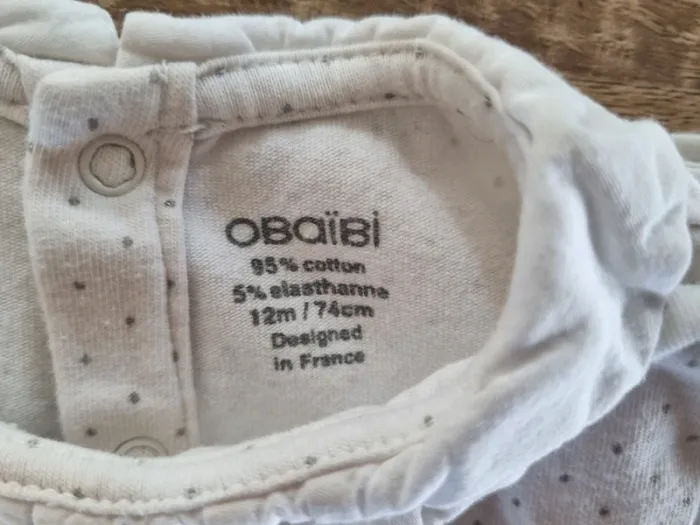 OBaïBi
95% cotton
5% elasthanne
12m / 74cm
Designed
in France